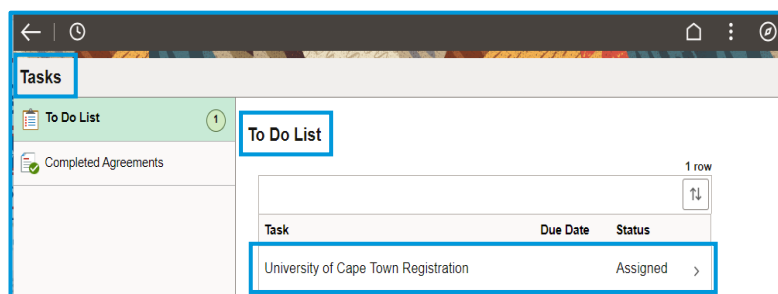 Tasks
To Do List 1
Completed Agreements
To Do List
1 row
Task Due Date Status
University of Cape Town Registration Assigned